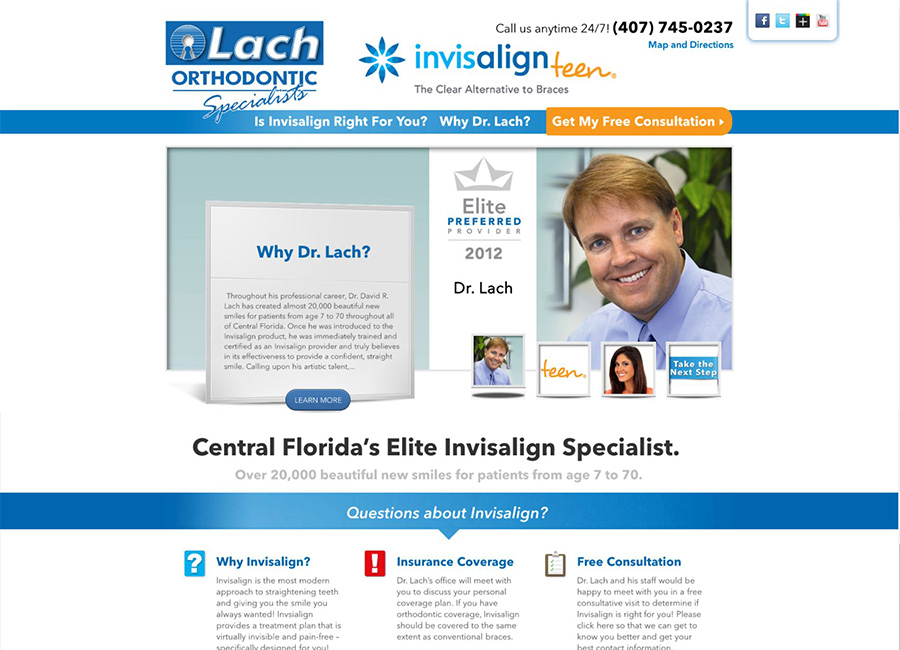 Lach
ORTHODONTIC
Specialists
Call us anytime 24/7! (407) 745-0237
Map and Directions
invisalign teen
The Clear Alternative to Braces
Is Invisalign Right For You?
Why Dr. Lach?
Get My Free Consultation
Why Dr. Lach?
Throughout his professional career, Dr. David R.
Lach has created almost 20,000 beautiful new
smiles for patients from age 7 to 70 throughout all
of Central Florida. Once he was introduced to the
Invisalign product, he was immediately trained and
certified as an Invisalign provider and truly believes
in its effectiveness to provide a confident, straight
smile. Calling upon his artistic talent,...
LEARN MORE
Elite
PREFERRED
PROVIDER
2012
Dr. Lach
teen
Take the
Next Step
Central Florida's Elite Invisalign Specialist.
Over 20,000 beautiful new smiles for patients from age 7 to 70.
Questions about Invisalign?
Why Invisalign?
Invisalign is the most modern
approach to straightening teeth
and giving you the smile you
always wanted! Invsialign
provides a treatment plan that is
virtually invisible and pain-free –
specifically designed for you!
Insurance Coverage
Dr. Lach's office will meet with
you to discuss your personal
coverage plan. If you have
orthodontic coverage, Invisalign
should be covered to the same
extent as conventional braces.
Free Consultation
Dr. Lach and his staff would be
happy to meet with you in a free
consultative visit to determine if
Invisalign is right for you! Please
click here so that we can get to
know you better and get your
best contact information.